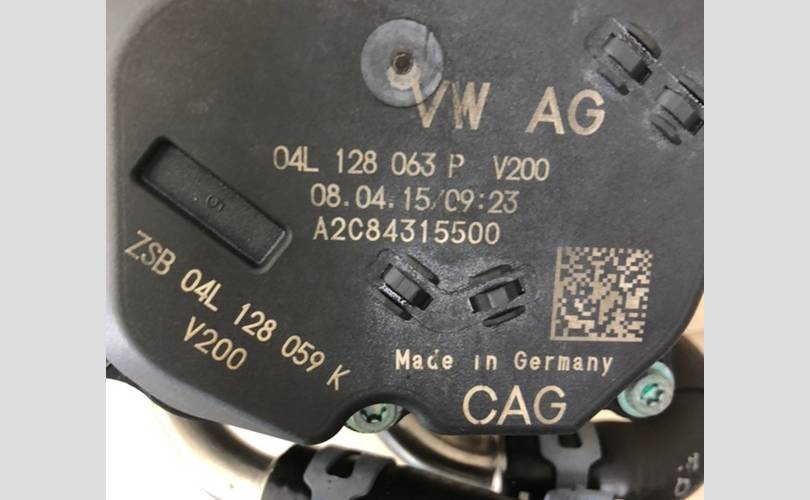 VW AG
04L 128 063 P V200
08.04.15/09:23
A2C84315500
ZSB 04L 128 059 K
V200
Made in Germany
CAG